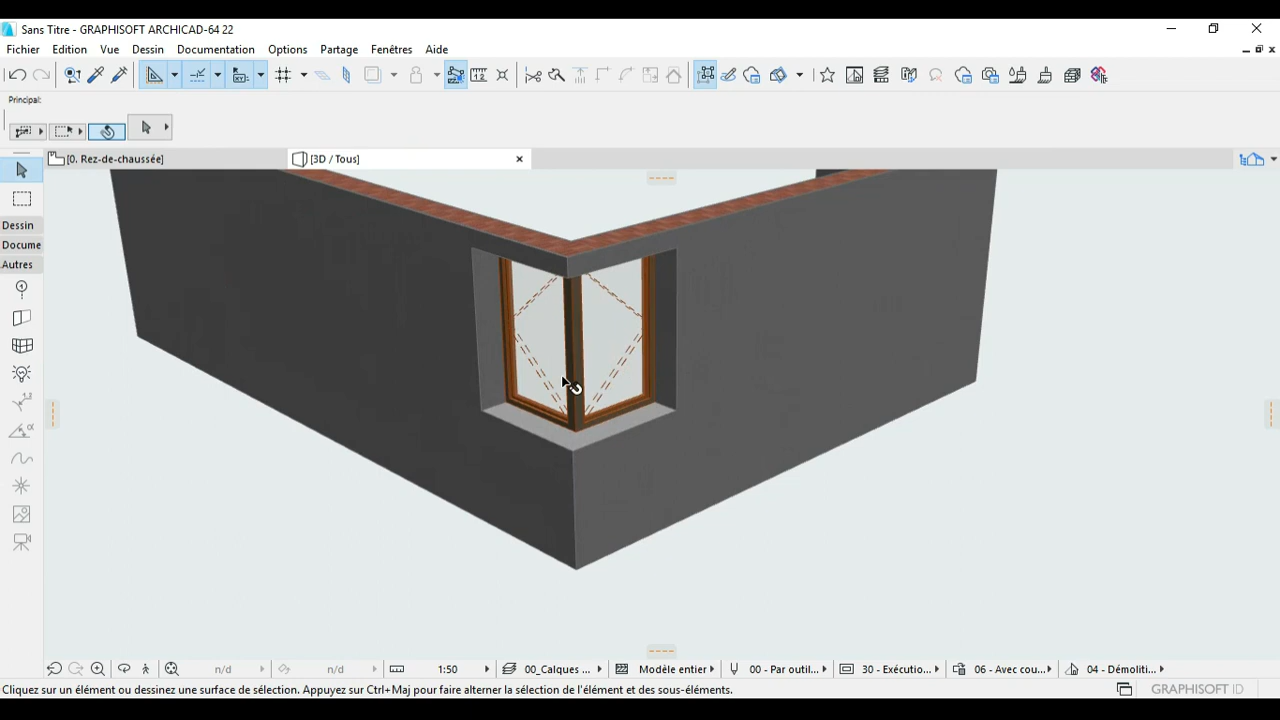 Sans Titre - GRAPHISOFT ARCHICAD-64 22
Fichier Edition Vue Dessin Documentation Options Partage Fenêtres Aide
Principal:
[0. Rez-de-chaussée] [3D / Tous]
Dessin
Docume
Autres
n/d n/d 1:50 00_Calques ... Modèle entier 00 - Par outil... 30 - Exécutio... 06 - Avec cou... 04 - Démoliti...
Cliquez sur un élément ou dessinez une surface de sélection. Appuyez sur Ctrl+Maj pour faire alterner la sélection de l'élément et des sous-éléments. GRAPHISOFT ID